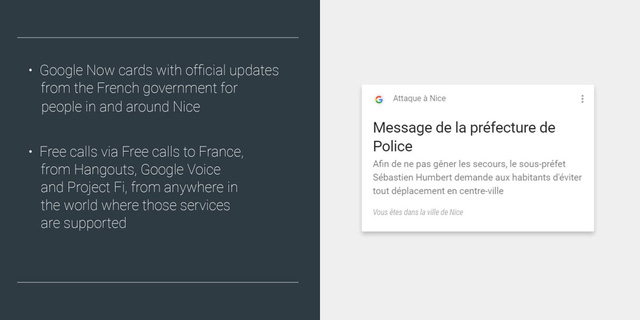 • Google Now cards with official updates
from the French government for
people in and around Nice
• Free calls via Free calls to France,
from Hangouts, Google Voice
and Project Fi, from anywhere in
the world where those services
are supported
Attaque à Nice
Message de la préfecture de
Police
Afin de ne pas gêner les secours, le sous-préfet
Sébastien Humbert demande aux habitants d'éviter
tout déplacement en centre-ville
Vous êtes dans la ville de Nice